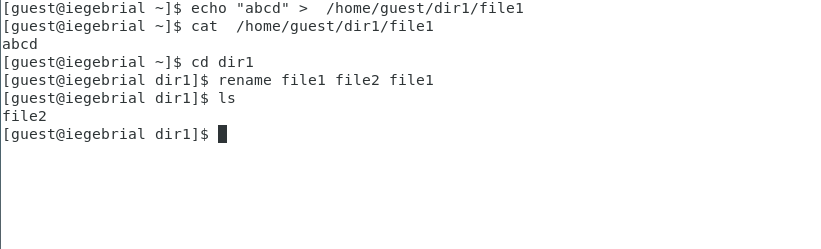 [guest@iegebrial ~]$ echo "abcd" >  /home/guest/dir1/file1
[guest@iegebrial ~]$ cat  /home/guest/dir1/file1
abcd
[guest@iegebrial ~]$ cd dir1
[guest@iegebrial dir1]$ rename file1 file2 file1
[guest@iegebrial dir1]$ ls
file2
[guest@iegebrial dir1]$